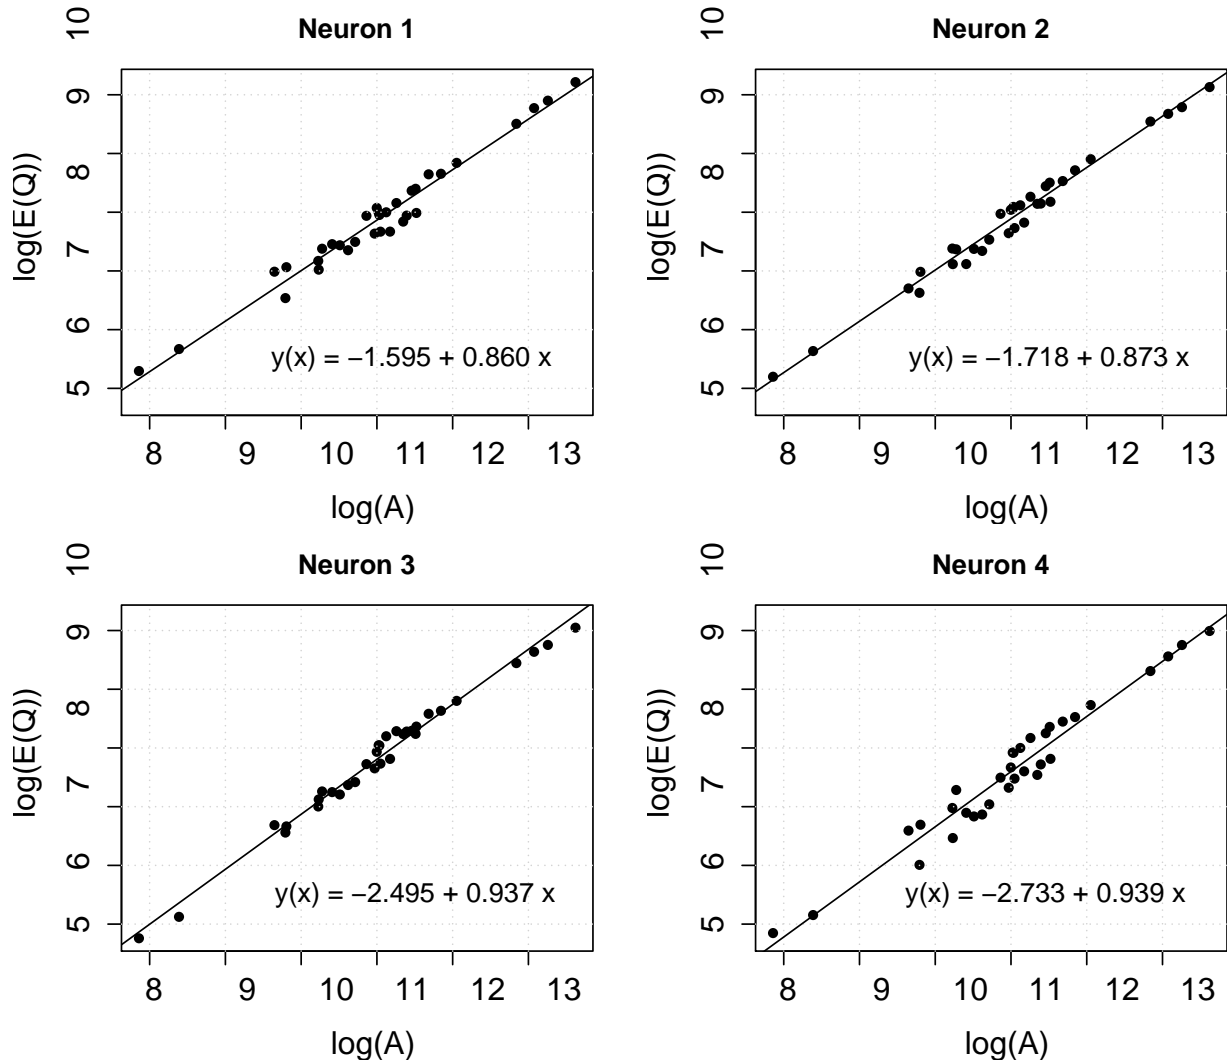 Neuron 1
log(E(Q))
5 6 7 8 9 10
y(x) = −1.595 + 0.860 x
8 9 10 11 12 13
log(A)
Neuron 2
log(E(Q))
5 6 7 8 9 10
y(x) = −1.718 + 0.873 x
8 9 10 11 12 13
log(A)
Neuron 3
log(E(Q))
5 6 7 8 9 10
y(x) = −2.495 + 0.937 x
8 9 10 11 12 13
log(A)
Neuron 4
log(E(Q))
5 6 7 8 9 10
y(x) = −2.733 + 0.939 x
8 9 10 11 12 13
log(A)